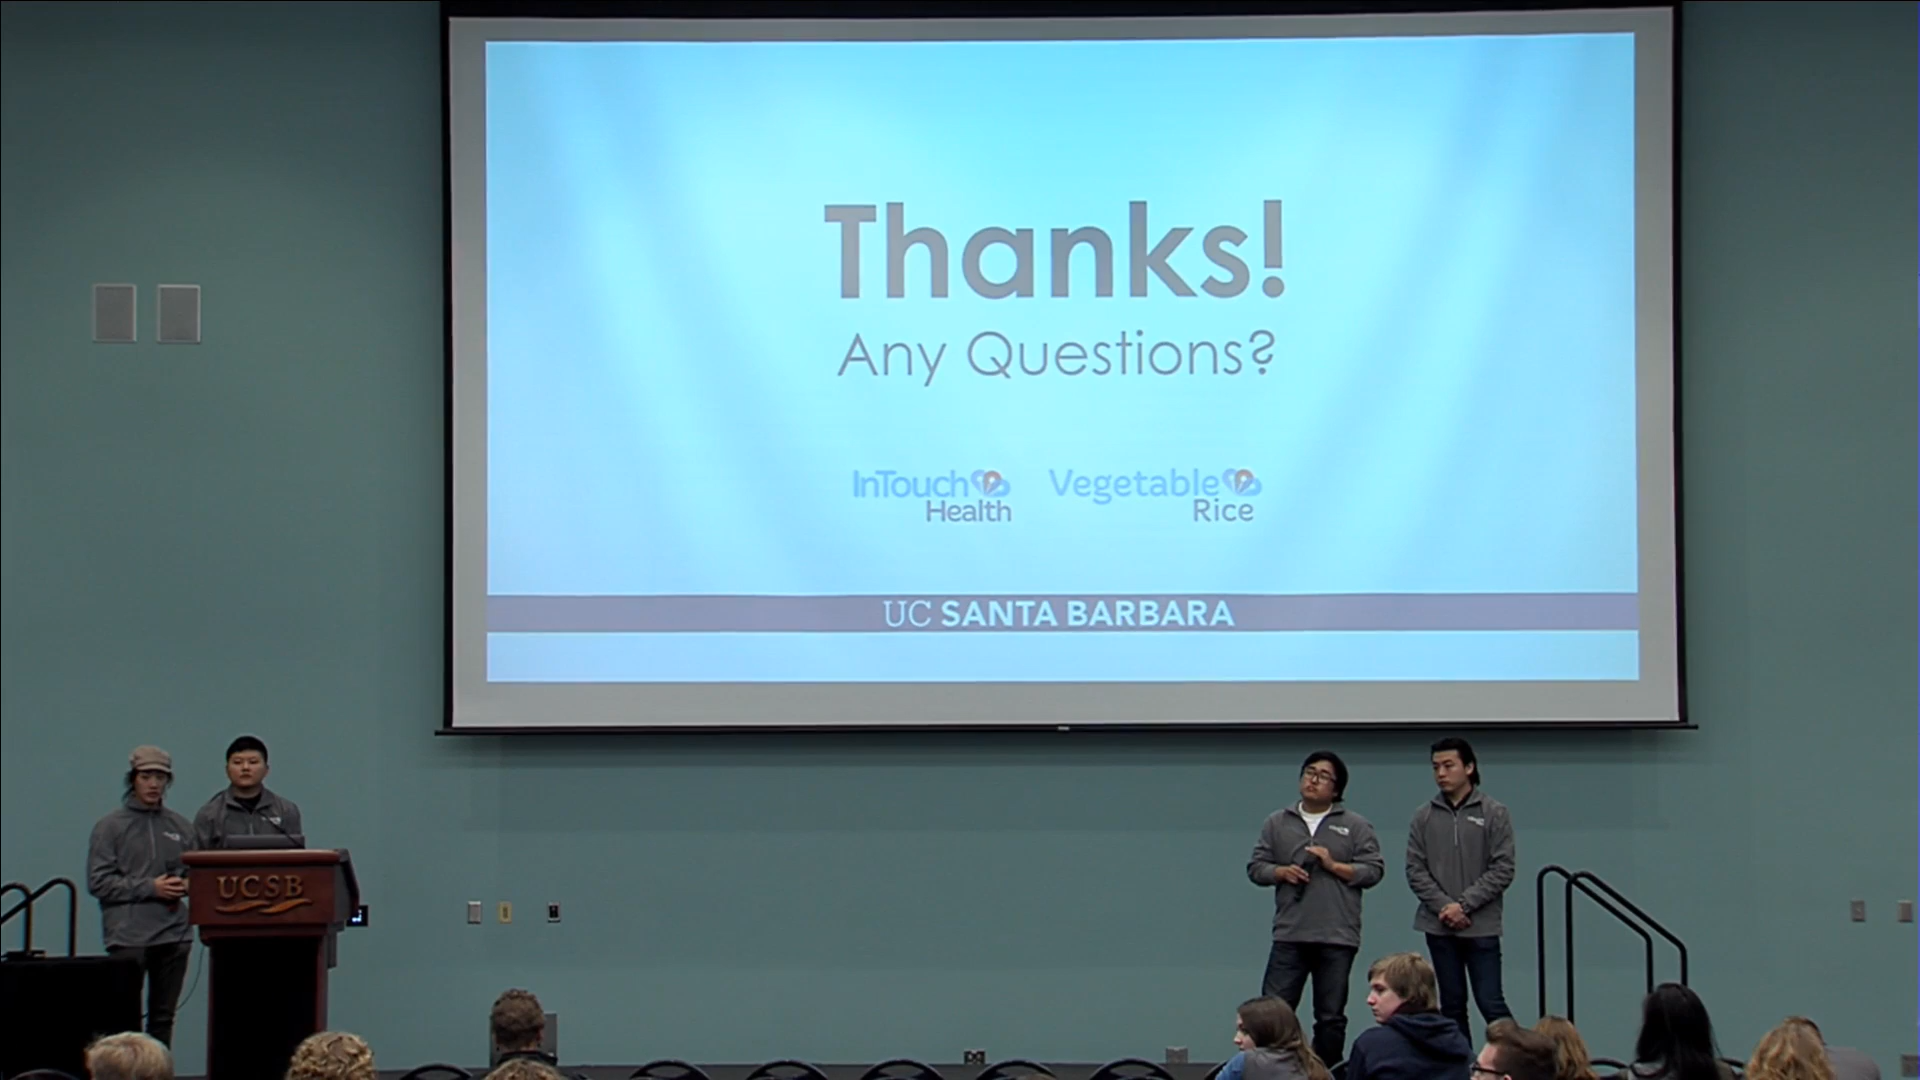 Thanks!
Any Questions?
InTouch
Health
Vegetable
Rice
UC SANTA BARBARA
UCSB